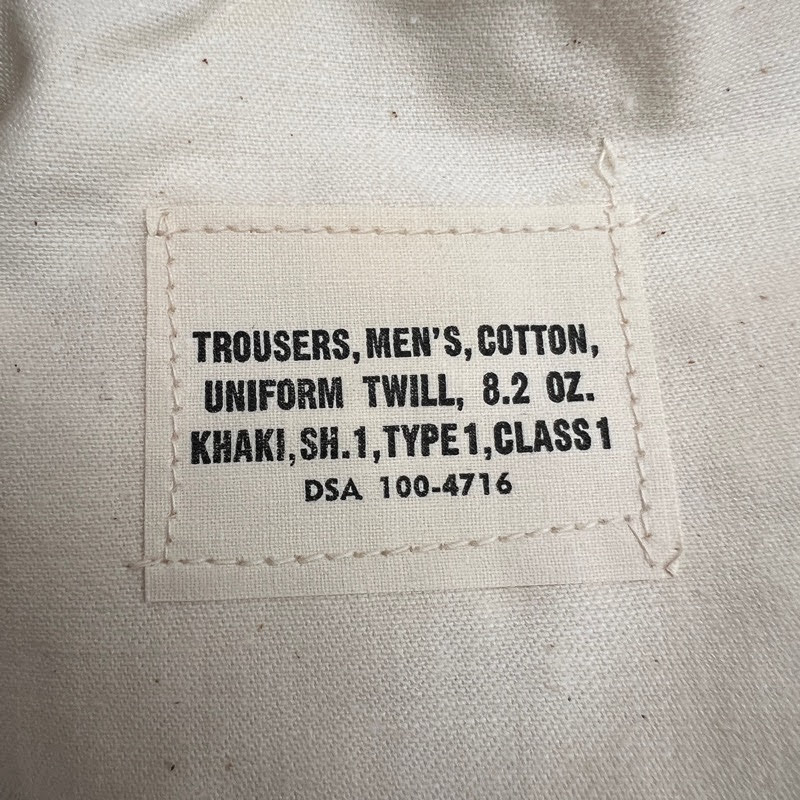 TROUSERS, MEN'S, COTTON,
UNIFORM TWILL, 8.2 OZ.
KHAKI, SH.1, TYPE 1, CLASS 1
DSA 100-4716